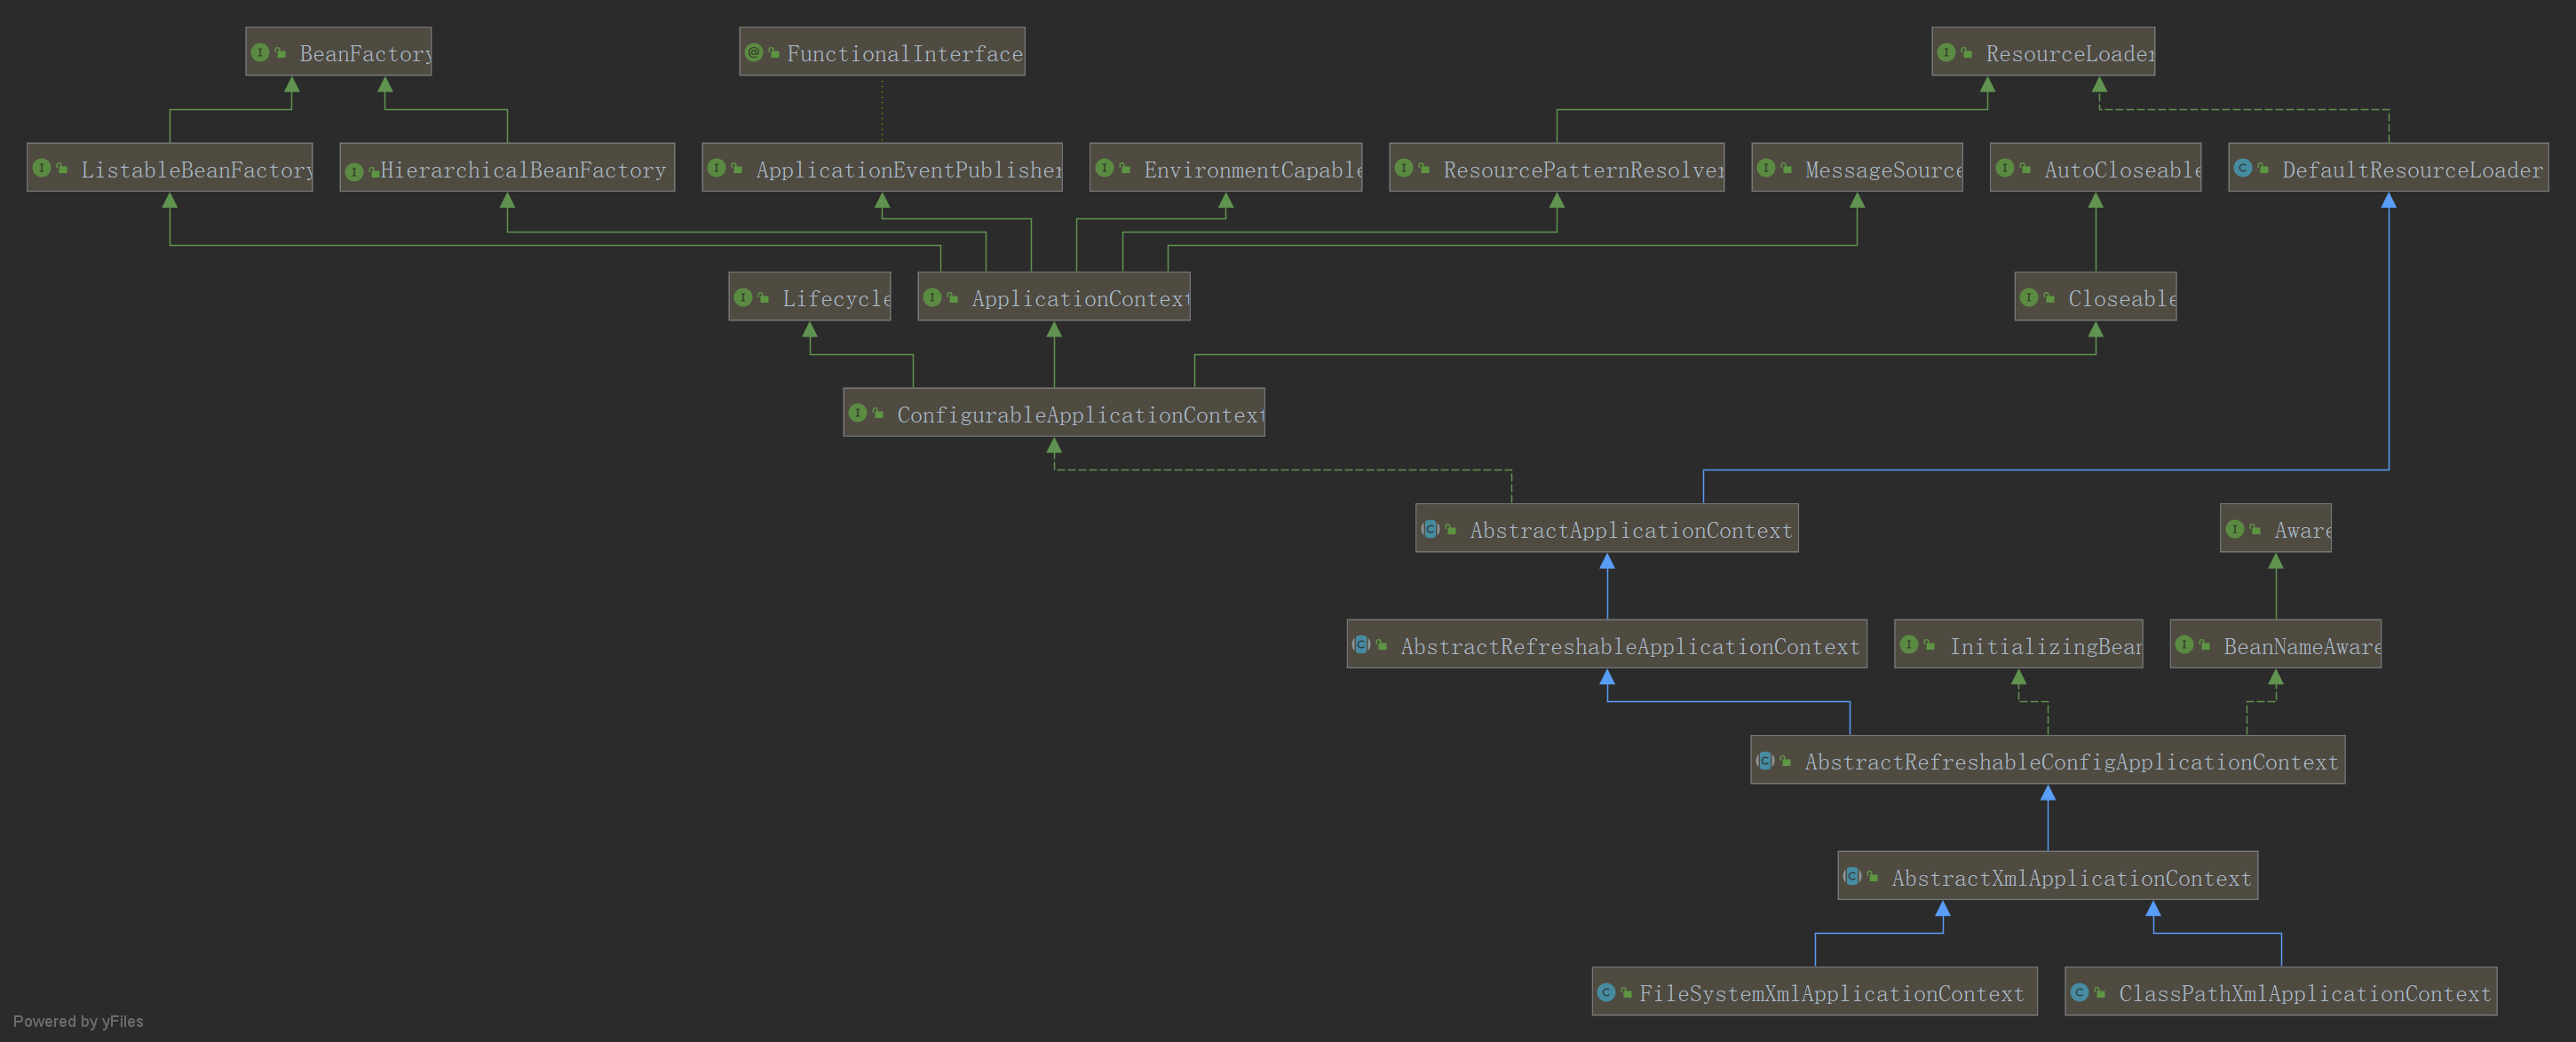 BeanFactory
FunctionalInterface
ResourceLoader
ListableBeanFactory
HierarchicalBeanFactory
ApplicationEventPublisher
EnvironmentCapable
ResourcePatternResolver
MessageSource
AutoCloseable
DefaultResourceLoader
Lifecycle
ApplicationContext
Closeable
ConfigurableApplicationContext
AbstractApplicationContext
Aware
AbstractRefreshableApplicationContext
InitializingBean
BeanNameAware
AbstractRefreshableConfigApplicationContext
AbstractXmlApplicationContext
FileSystemXmlApplicationContext
ClassPathXmlApplicationContext
Powered by yFiles